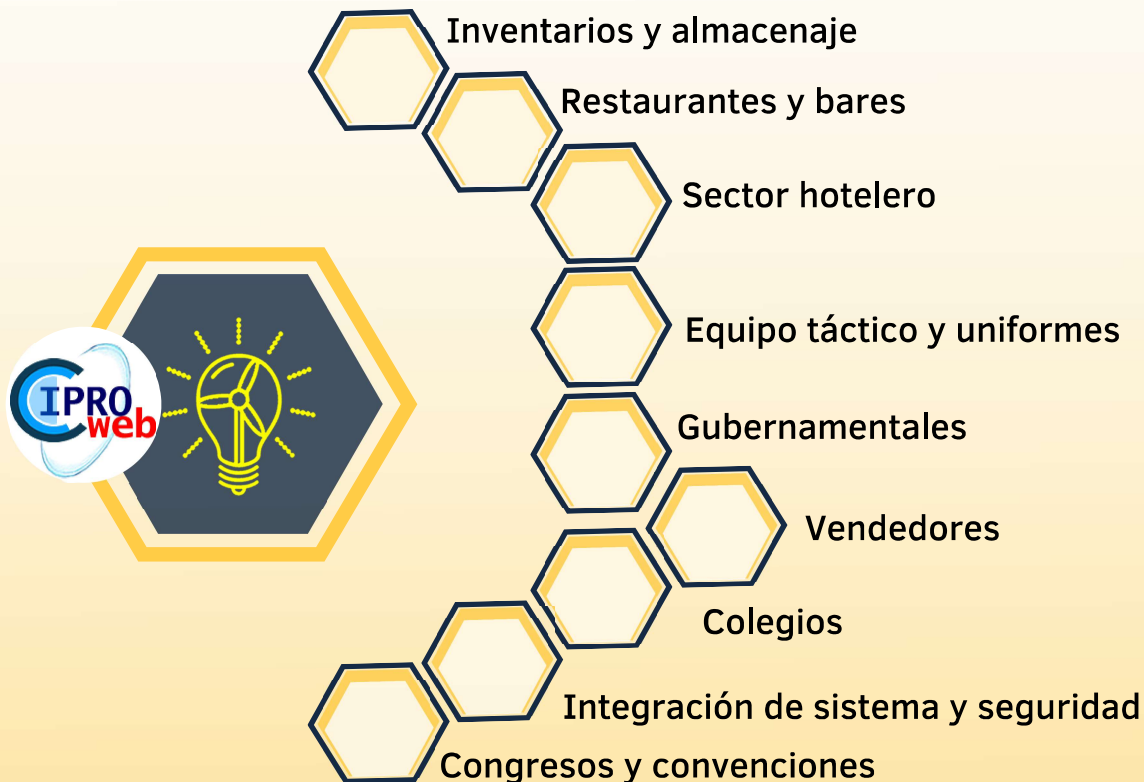 Inventarios y almacenaje
Restaurantes y bares
Sector hotelero
Equipo táctico y uniformes
CIPRO
web
Gubernamentales
Vendedores
Colegios
Integración de sistema y seguridad
Congresos y convenciones